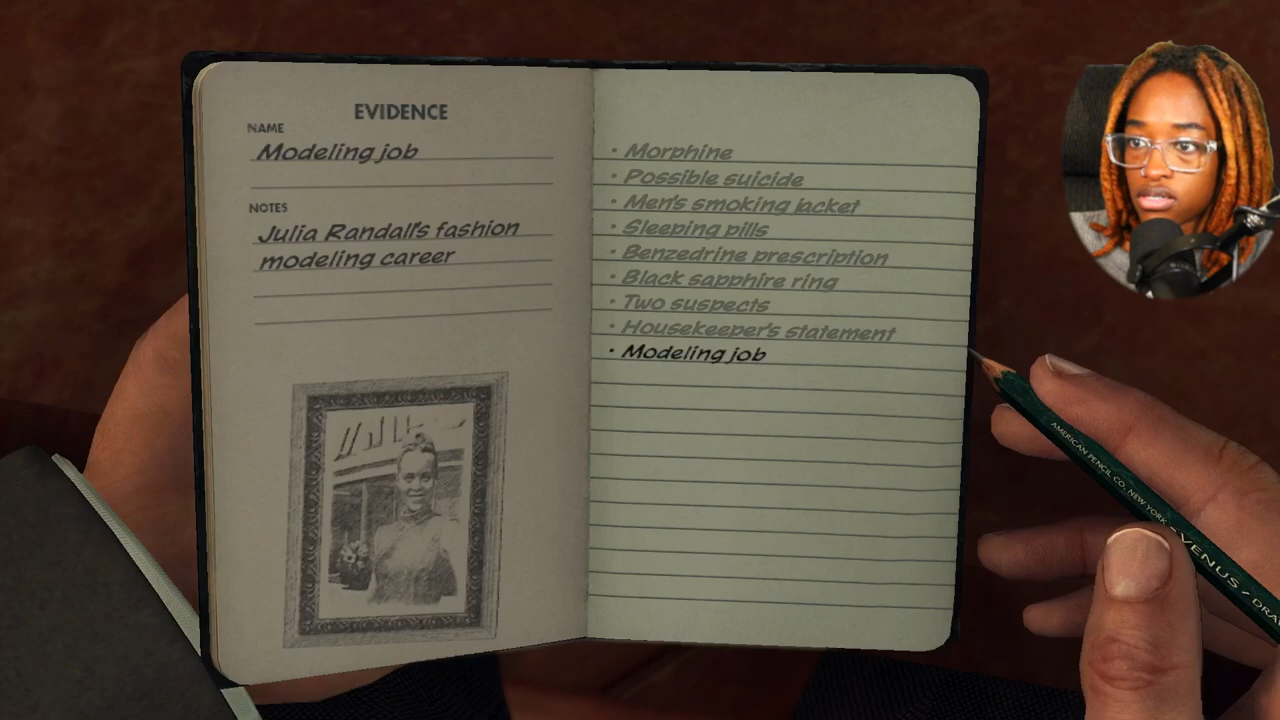 EVIDENCE
NAME
Modeling job
NOTES
Julia Randall's fashion
modeling career
• Morphine
• Possible suicide
• Men's smoking jacket
• Sleeping pills
• Benzedrine prescription
• Black sapphire ring
• Two suspects
• Housekeeper's statement
• Modeling job
AMERICAN PENCIL CO. NEW YORK
VENUS